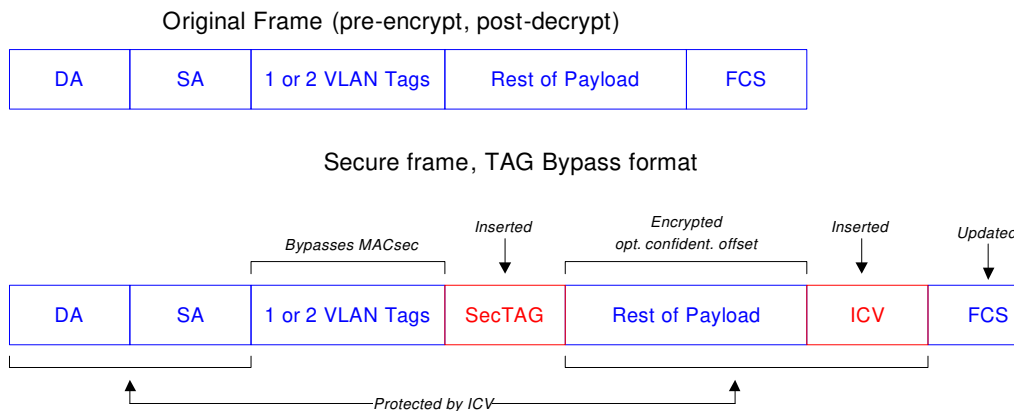 Original Frame (pre-encrypt, post-decrypt)
DA SA 1 or 2 VLAN Tags Rest of Payload FCS
Secure frame, TAG Bypass format
Bypasses MACsec
Inserted
Encrypted
opt. confident. offset
Inserted
Updated
DA SA 1 or 2 VLAN Tags SecTAG Rest of Payload ICV FCS
Protected by ICV